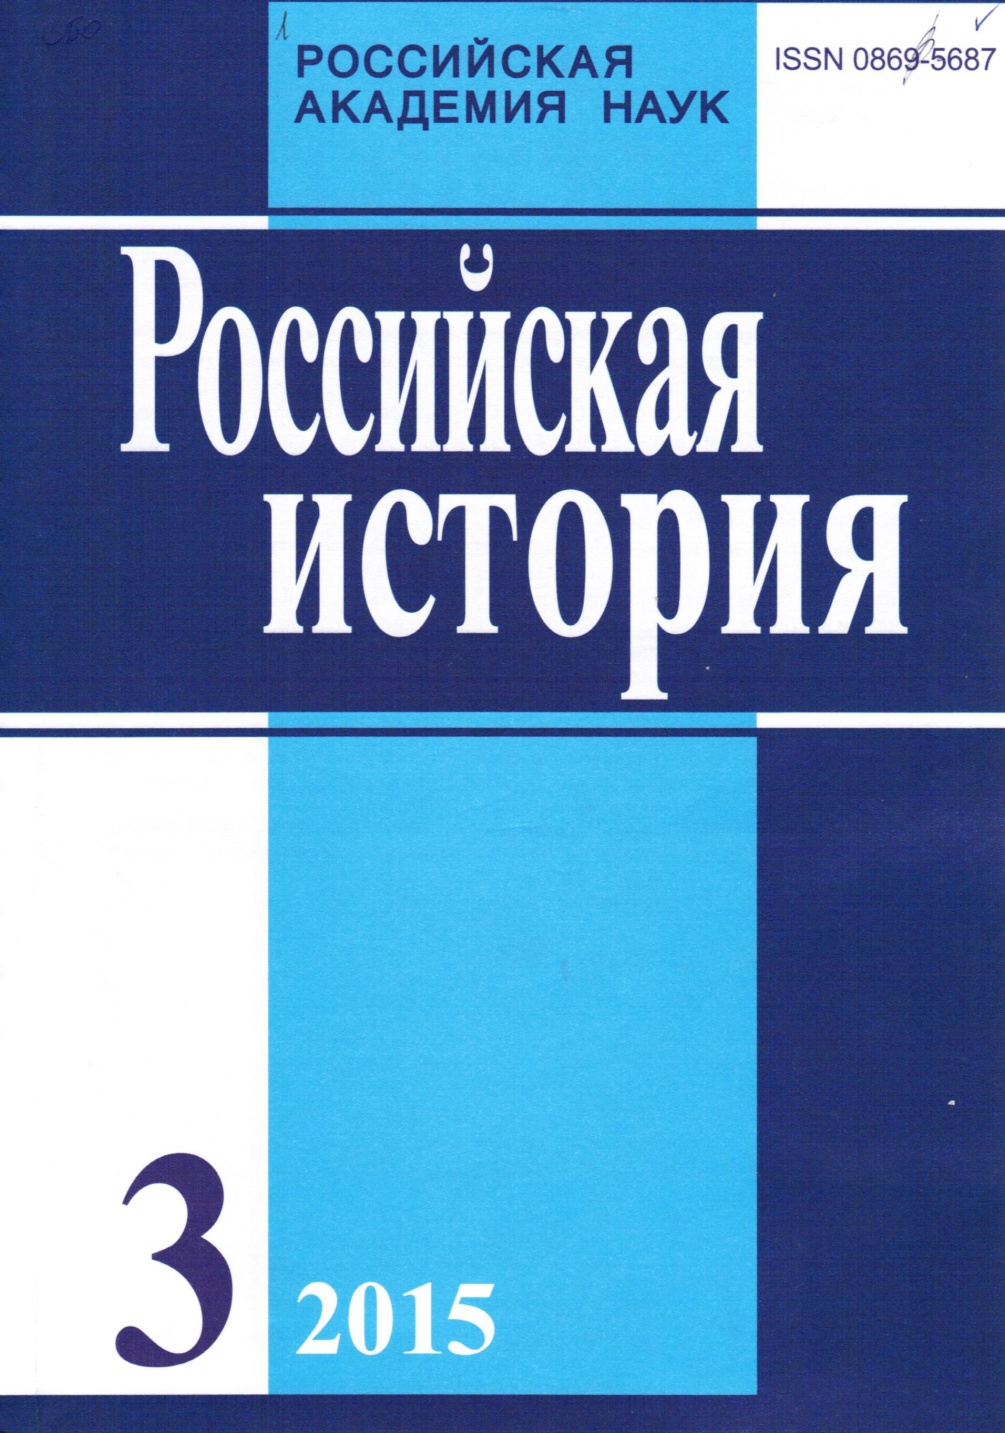 РОССИЙСКАЯ
АКАДЕМИЯ НАУК
ISSN 0869-5687
Российская
история
3
2015